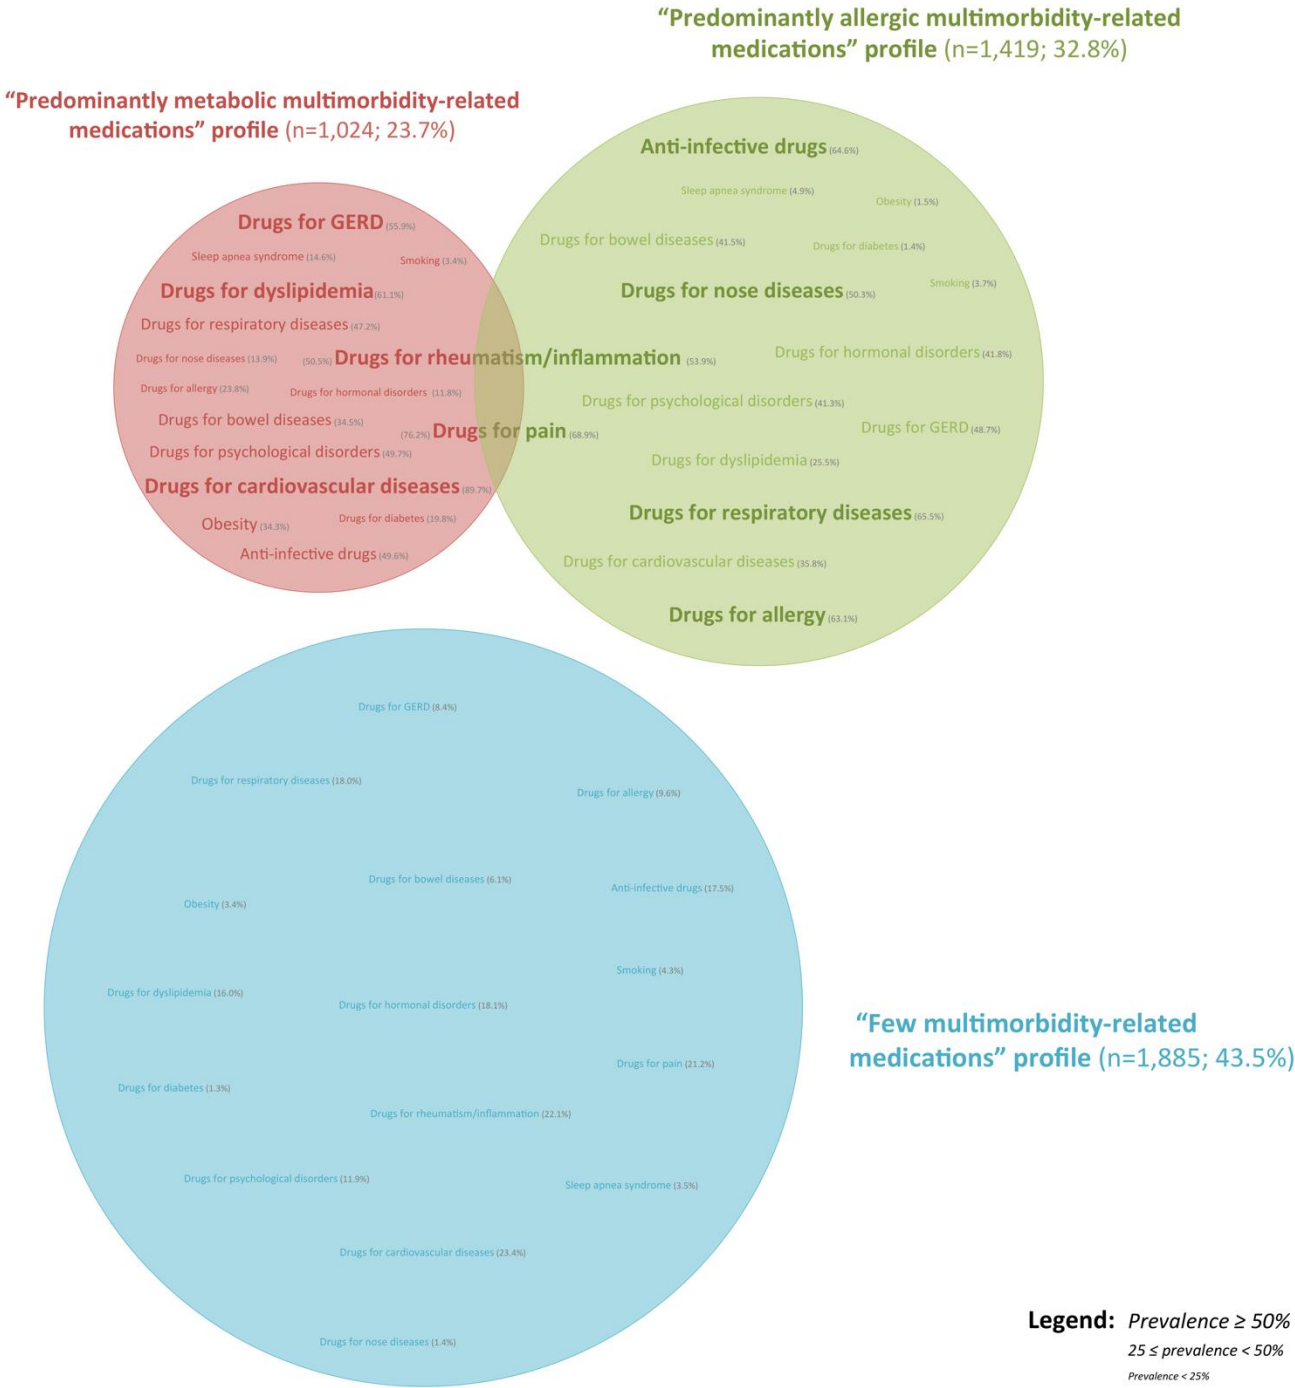 “Predominantly allergic multimorbidity-related
medications” profile (n=1,419; 32.8%)
“Predominantly metabolic multimorbidity-related
medications” profile (n=1,024; 23.7%)
Drugs for GERD (55.9%)
Sleep apnea syndrome (14.6%)
Smoking (3.4%)
Drugs for dyslipidemia (61.1%)
Drugs for respiratory diseases (47.2%)
Drugs for nose diseases (13.9%)
(50.5%) Drugs for rheumatism/inflammation (53.9%)
Drugs for allergy (23.8%)
Drugs for hormonal disorders (11.8%)
Drugs for bowel diseases (34.5%)
(76.2%) Drugs for pain (68.9%)
Drugs for psychological disorders (49.7%)
Drugs for cardiovascular diseases (89.7%)
Obesity (34.3%)
Drugs for diabetes (19.8%)
Anti-infective drugs (49.6%)
Anti-infective drugs (64.6%)
Sleep apnea syndrome (4.9%)
Obesity (1.5%)
Drugs for bowel diseases (41.5%)
Drugs for diabetes (1.4%)
Smoking (3.7%)
Drugs for nose diseases (50.3%)
Drugs for hormonal disorders (41.8%)
Drugs for psychological disorders (41.3%)
Drugs for GERD (48.7%)
Drugs for dyslipidemia (25.5%)
Drugs for respiratory diseases (65.5%)
Drugs for cardiovascular diseases (35.8%)
Drugs for allergy (63.1%)
Drugs for GERD (8.4%)
Drugs for respiratory diseases (18.0%)
Drugs for allergy (9.6%)
Drugs for bowel diseases (6.1%)
Anti-infective drugs (17.5%)
Obesity (3.4%)
Smoking (4.3%)
Drugs for dyslipidemia (16.0%)
Drugs for hormonal disorders (18.1%)
Drugs for pain (21.2%)
Drugs for diabetes (1.3%)
Drugs for rheumatism/inflammation (22.1%)
Drugs for psychological disorders (11.9%)
Sleep apnea syndrome (3.5%)
Drugs for cardiovascular diseases (23.4%)
Drugs for nose diseases (1.4%)
“Few multimorbidity-related
medications” profile (n=1,885; 43.5%)
Legend: Prevalence ≥ 50%
25 ≤ prevalence < 50%
Prevalence < 25%